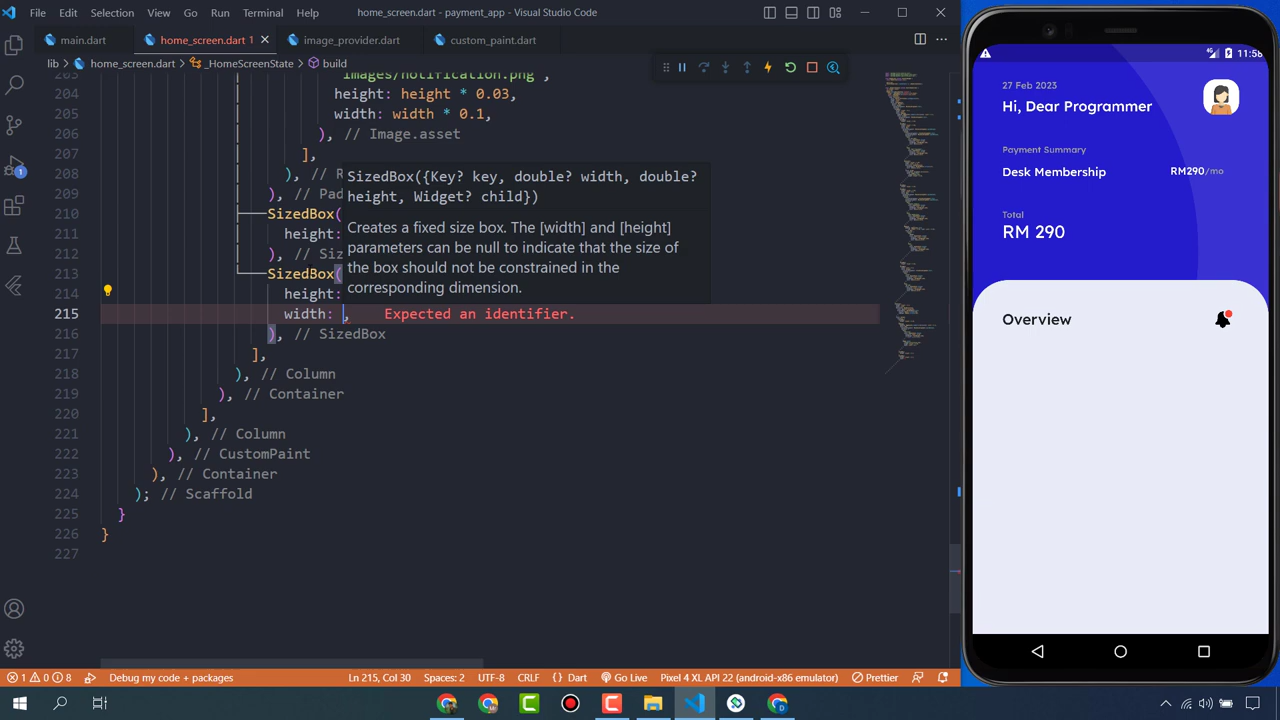 File Edit Selection View Go Run Terminal Help
home_screen.dart - payment_app - Visual Studio Code
main.dart
home_screen.dart 1
image_provider.dart
custom_paint.dart
lib > home_screen.dart > _HomeScreenState > build
203 'images/notification.png',
204 height: height * 0.03,
205 width: width * 0.
206 ), // Image.asset
207 ],
208 ), // R
209 ), // Pad
210 SizedBox(
211 height:
212 ), // Siz
213 SizedBox(
214 height:
215 width: , Expected an identifier.
216 ), // SizedBox
217 ],
218 ), // Column
219 ), // Container
220 ],
221 ), // Column
222 ), // CustomPaint
223 ), // Container
224 ); // Scaffold
225 }
226 }
227
SizedBox({Key? key, double? width, double?
height, Widget? child})
Creates a fixed size box. The [width] and [height]
parameters can be null to indicate that the size of
the box should not be constrained in the
corresponding dimension.
1
1 0 8 Debug my code + packages
Ln 215, Col 30 Spaces: 2 UTF-8 CRLF {} Dart Go Live Pixel 4 XL API 22 (android-x86 emulator) Prettier
4G 11:56
27 Feb 2023
Hi, Dear Programmer
Payment Summary
Desk Membership RM290/mo
Total
RM 290
Overview